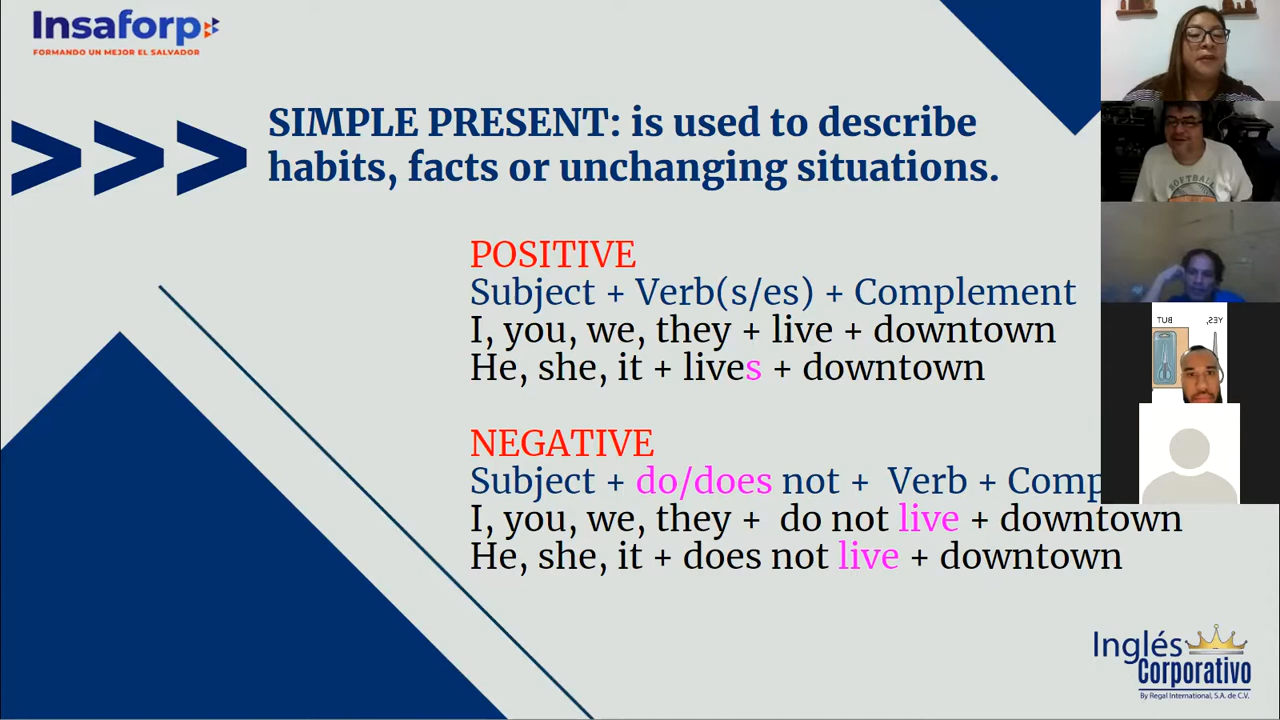 Insaforp
FORMANDO UN MEJOR EL SALVADOR
>>> SIMPLE PRESENT: is used to describe
habits, facts or unchanging situations.
POSITIVE
Subject + Verb(s/es) + Complement
I, you, we, they + live + downtown
He, she, it + lives + downtown
NEGATIVE
Subject + do/does not + Verb + Comp
I, you, we, they + do not live + downtown
He, she, it + does not live + downtown
SOFTBALL
YES, BUT
Inglés
Corporativo
By Regal International, S.A. de C.V.